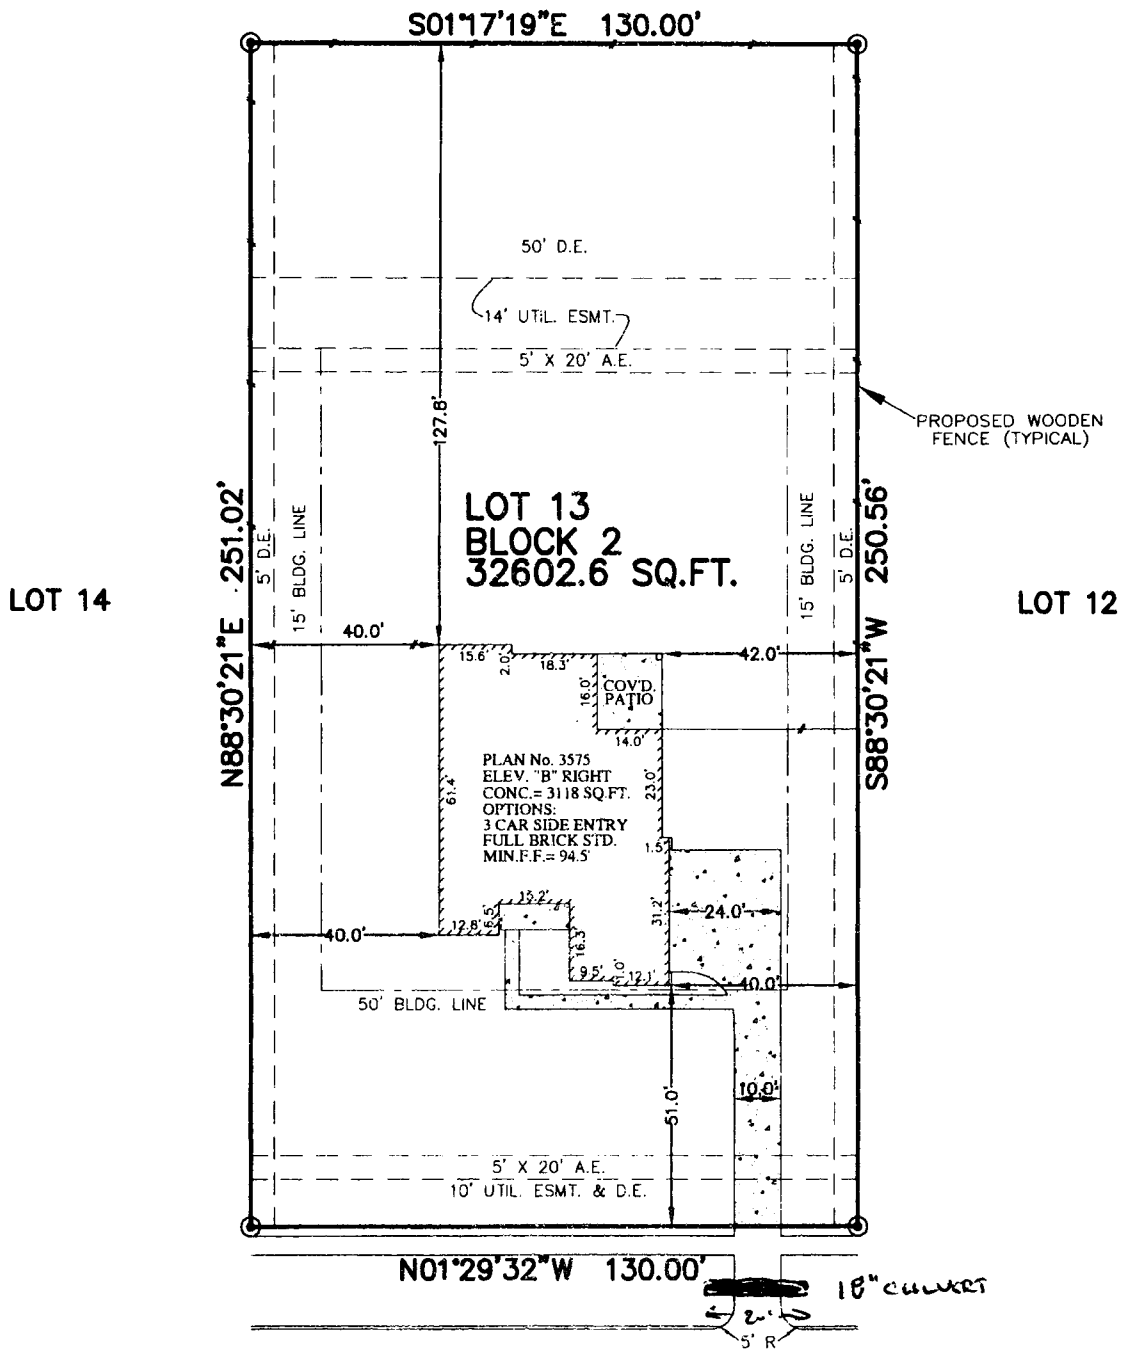 S01°17'19"E 130.00'
50' D.E.
14' UTIL. ESMT.
5' X 20' A.E.
PROPOSED WOODEN
FENCE (TYPICAL)
127.8'
LOT 13
BLOCK 2
32602.6 SQ.FT.
N88°30'21"E 251.02'
5' D.E.
15' BLDG. LINE
15' BLDG. LINE
5' D.E.
S88°30'21"W 250.56'
LOT 14
LOT 12
40.0'
15.6'
2.0'
18.3'
42.0'
16.0'
COV'D.
PATIO
14.0'
PLAN No. 3575
ELEV. "B" RIGHT
CONC.= 3118 SQ.FT.
OPTIONS:
3 CAR SIDE ENTRY
FULL BRICK STD.
MIN.F.F.= 94.5'
61.4'
23.0'
1.5'
15.2'
6.5'
12.8'
31.2'
24.0'
40.0'
16.3'
9.5'
1.0'
12.1'
40.0'
50' BLDG. LINE
51.0'
10.0'
5' X 20' A.E.
10' UTIL. ESMT. & D.E.
N01°29'32"W 130.00'
18" CULVERT
5' R